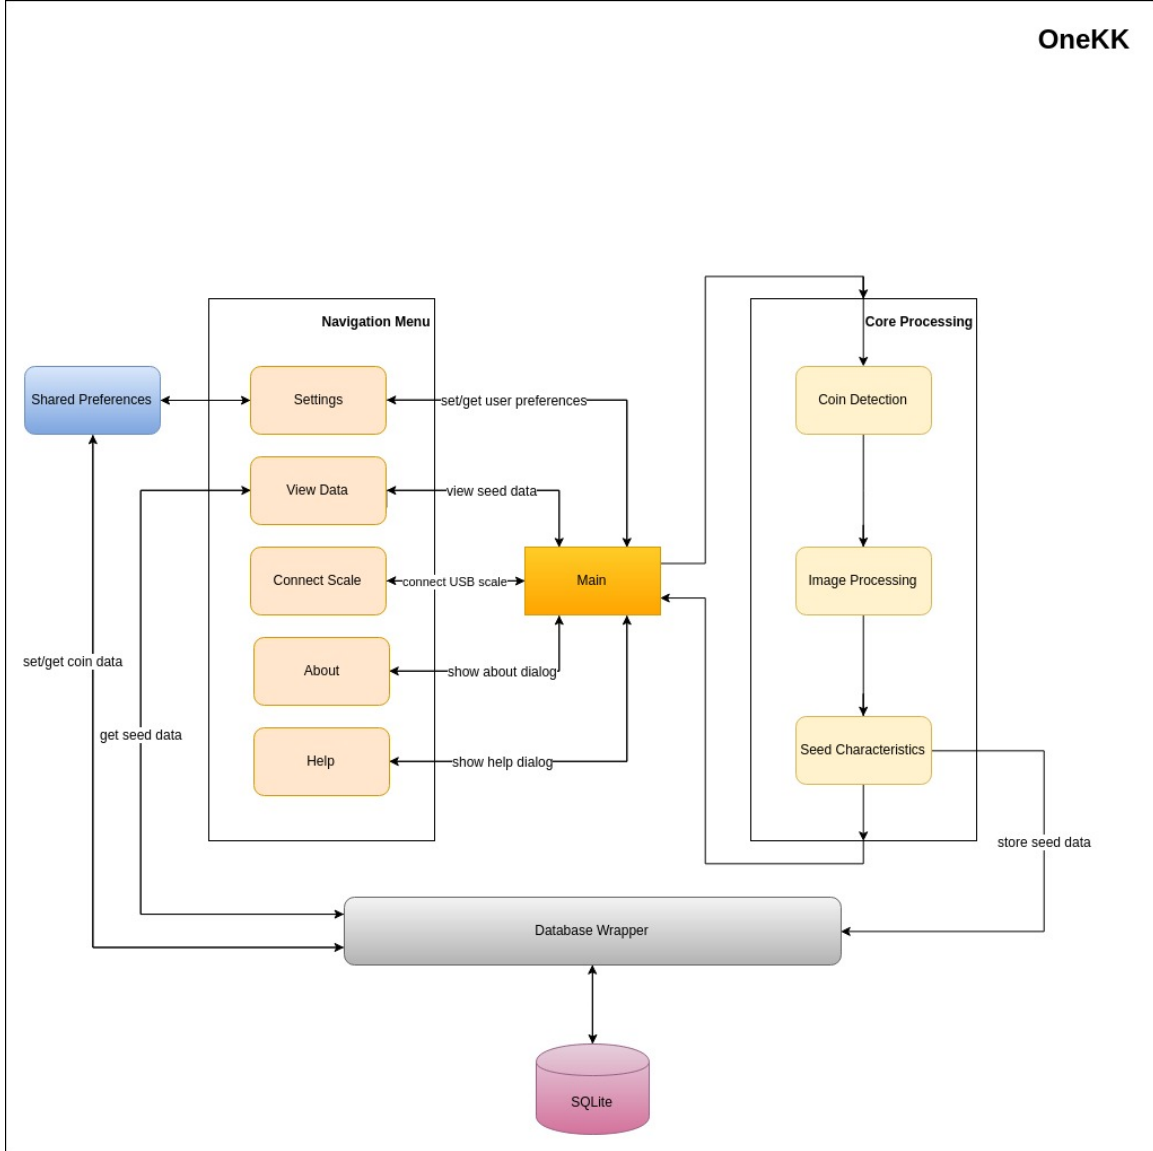 OneKK
Navigation Menu
Core Processing
Shared Preferences
Settings
set/get user preferences
Coin Detection
View Data
view seed data
Connect Scale
connect USB scale
Main
Image Processing
set/get coin data
About
show about dialog
get seed data
Help
show help dialog
Seed Characteristics
store seed data
Database Wrapper
SQLite